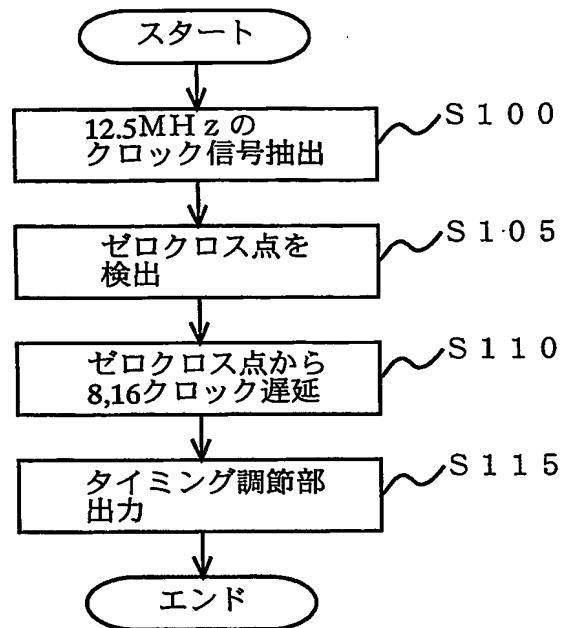 スタート
12.5MHzの
クロック信号抽出
S100
ゼロクロス点を
検出
S105
ゼロクロス点から
8,16クロック遅延
S110
タイミング調節部
出力
S115
エンド